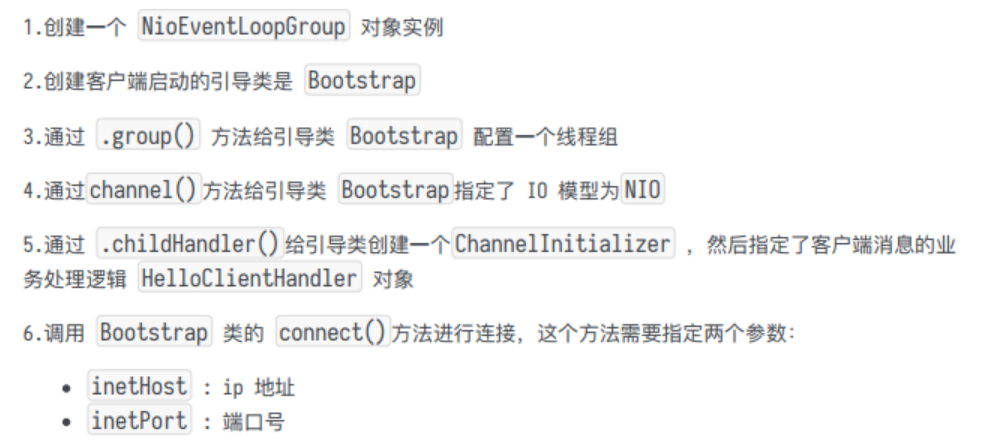 1.创建一个 NioEventLoopGroup 对象实例
2.创建客户端启动的引导类是 Bootstrap
3.通过 .group() 方法给引导类 Bootstrap 配置一个线程组
4.通过channel()方法给引导类 Bootstrap指定了 IO 模型为NIO
5.通过 .childHandler()给引导类创建一个ChannelInitializer ，然后指定了客户端消息的业
务处理逻辑 HelloClientHandler 对象
6.调用 Bootstrap 类的 connect()方法进行连接，这个方法需要指定两个参数：
• inetHost : ip 地址
• inetPort : 端口号